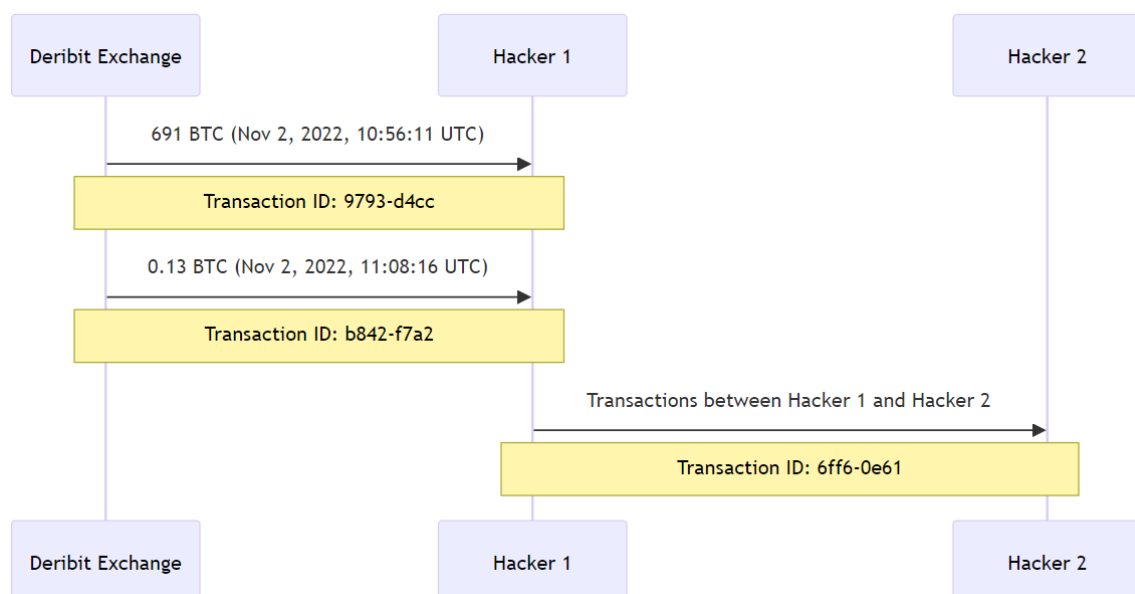 Deribit Exchange
Hacker 1
Hacker 2
691 BTC (Nov 2, 2022, 10:56:11 UTC)
Transaction ID: 9793-d4cc
0.13 BTC (Nov 2, 2022, 11:08:16 UTC)
Transaction ID: b842-f7a2
Transactions between Hacker 1 and Hacker 2
Transaction ID: 6ff6-0e61
Deribit Exchange
Hacker 1
Hacker 2